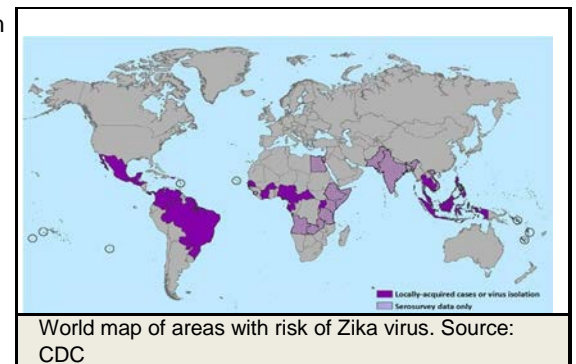 Locally-acquired cases or virus isolation
Serosurvey data only
World map of areas with risk of Zika virus. Source:
CDC